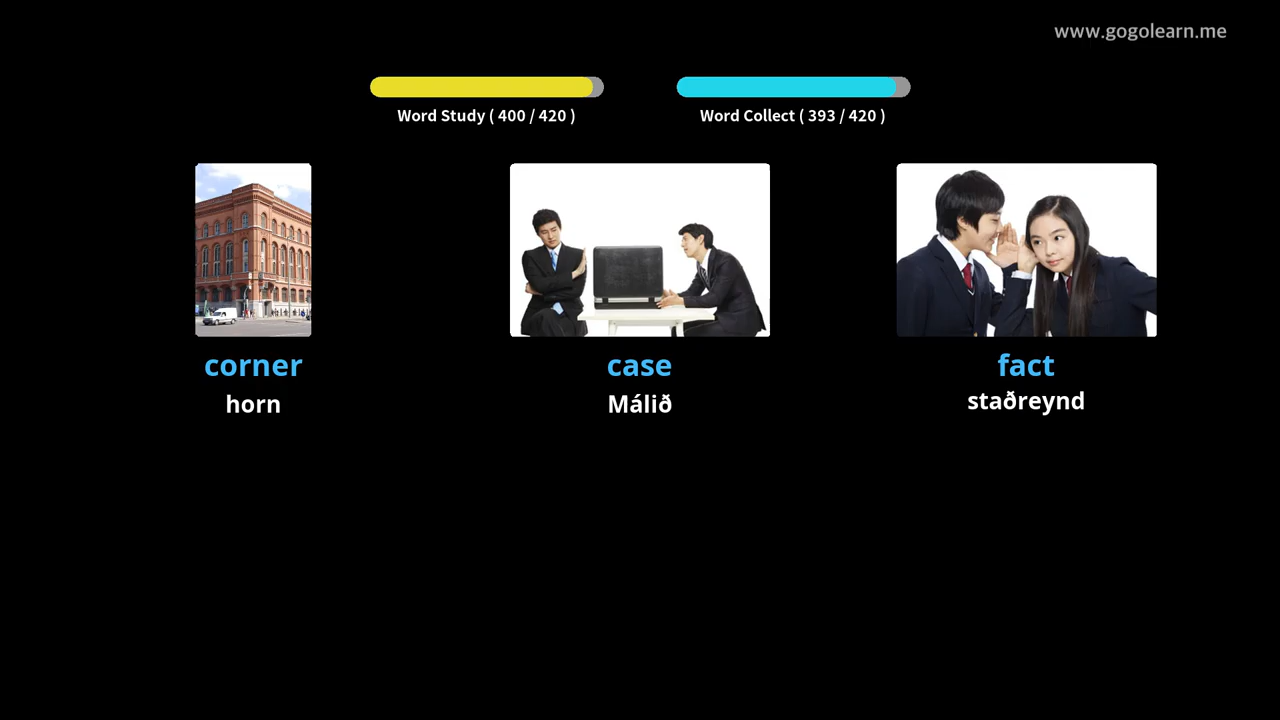 www.gogolearn.me
Word Study ( 400 / 420 )
Word Collect ( 393 / 420 )
corner
case
fact
horn
Málið
staðreynd